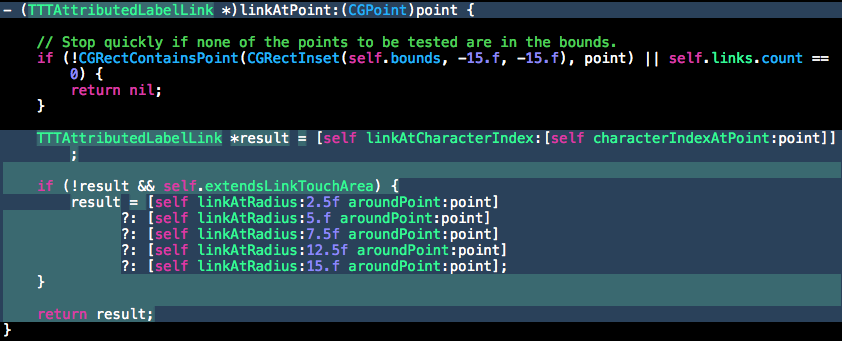 - (TTTAttributedLabelLink *)linkAtPoint:(CGPoint)point {
// Stop quickly if none of the points to be tested are in the bounds.
if (!CGRectContainsPoint(CGRectInset(self.bounds, -15.f, -15.f), point) || self.links.count ==
0) {
return nil;
}
TTTAttributedLabelLink *result = [self linkAtCharacterIndex:[self characterIndexAtPoint:point]]
;
if (!result && self.extendsLinkTouchArea) {
result = [self linkAtRadius:2.5f aroundPoint:point]
?: [self linkAtRadius:5.f aroundPoint:point]
?: [self linkAtRadius:7.5f aroundPoint:point]
?: [self linkAtRadius:12.5f aroundPoint:point]
?: [self linkAtRadius:15.f aroundPoint:point];
}
return result;
}